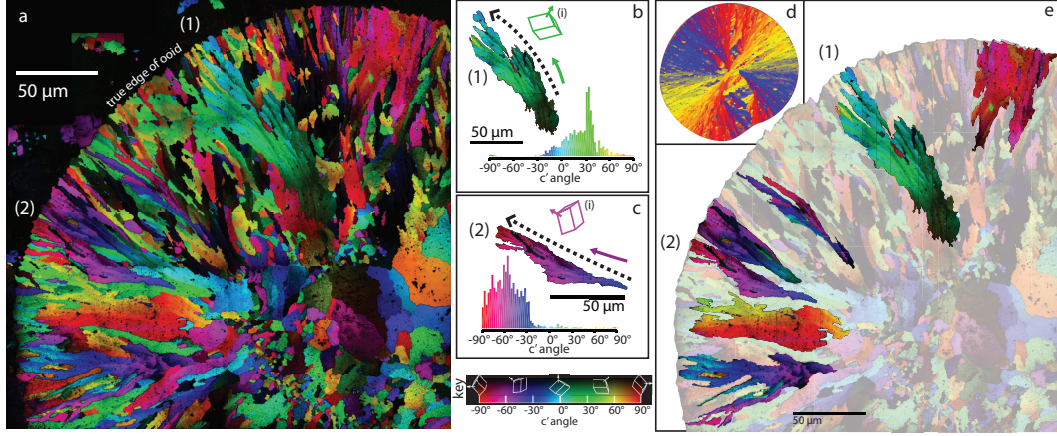 a
(1)
50 µm
true edge of ooid
(2)
b
(i)
(1)
50 µm
-90° -60° -30° 0° 30° 60° 90°
c' angle
c
(i)
(2)
50 µm
-90° -60° -30° 0° 30° 60° 90°
c' angle
key
-90° -60° -30° 0° 30° 60° 90°
c' angle
d
e
(1)
(2)
50 µm